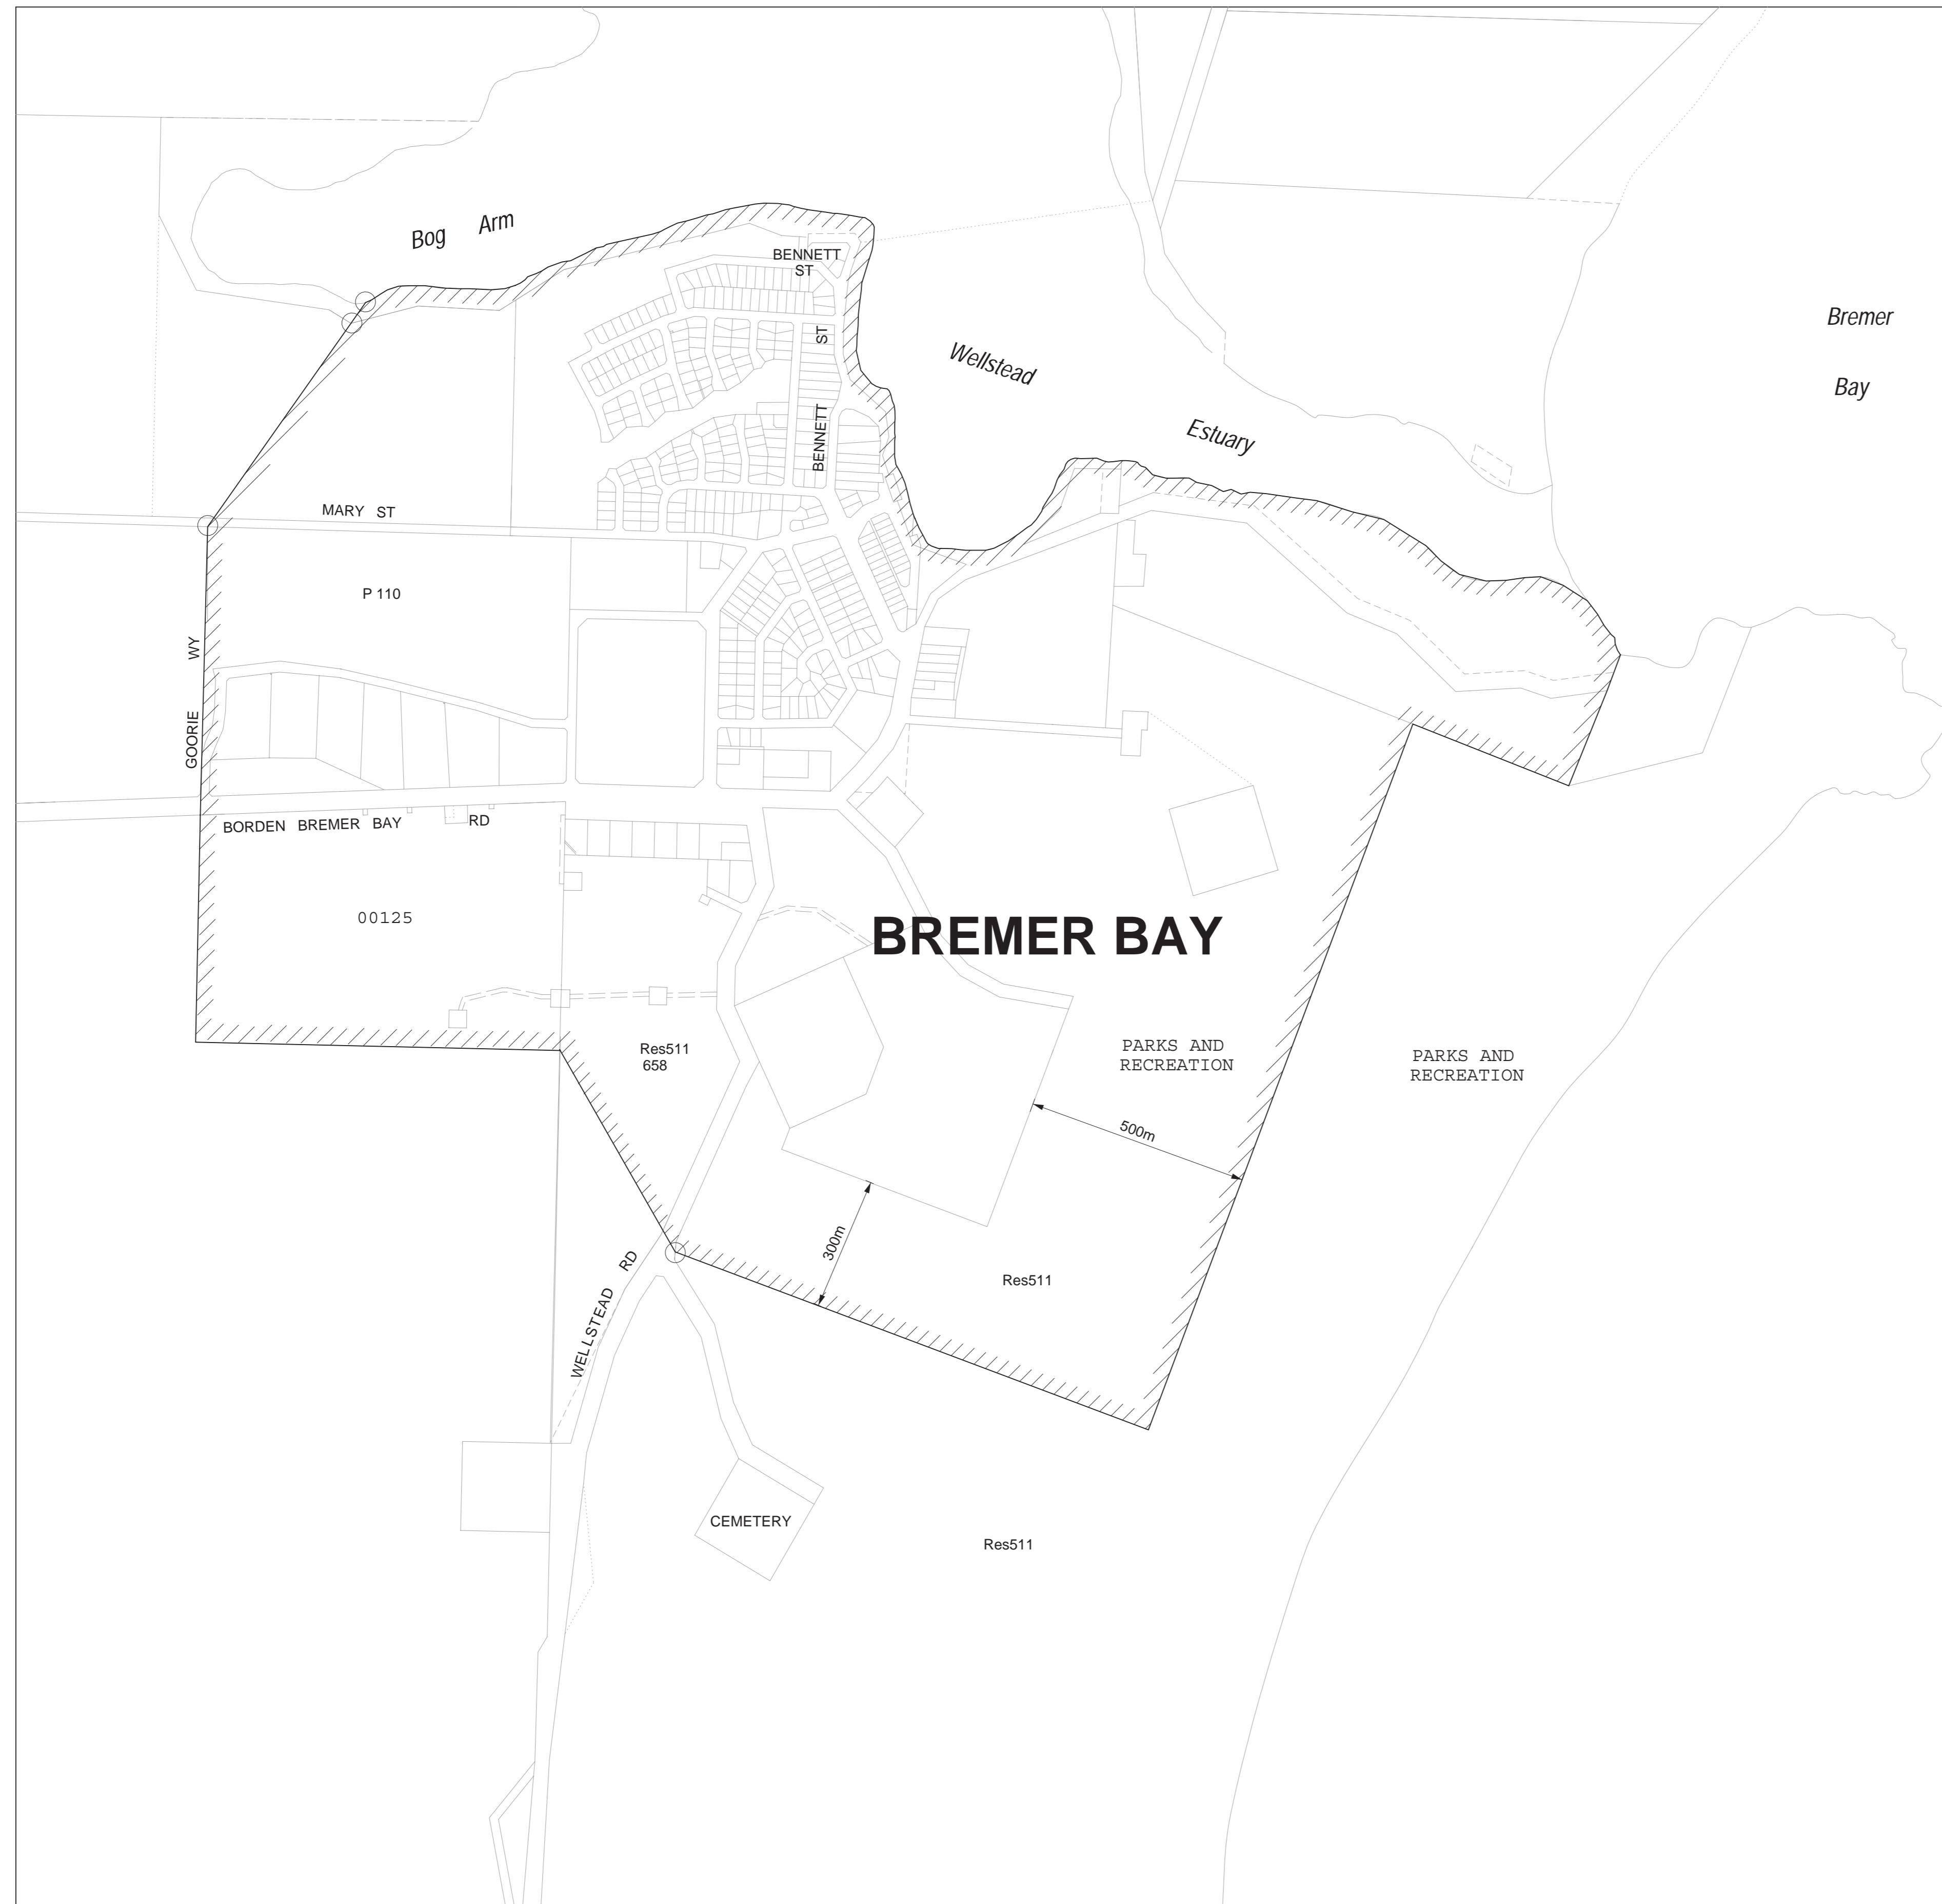 Bog Arm
BENNETT
ST
Bremer
Bay
Wellstead
Estuary
BENNETT ST
MARY ST
P 110
GOORIE WY
BORDEN BREMER BAY RD
00125
BREMER BAY
Res511
658
PARKS AND
RECREATION
PARKS AND
RECREATION
500m
300m
WELLSTEAD RD
Res511
CEMETERY
Res511